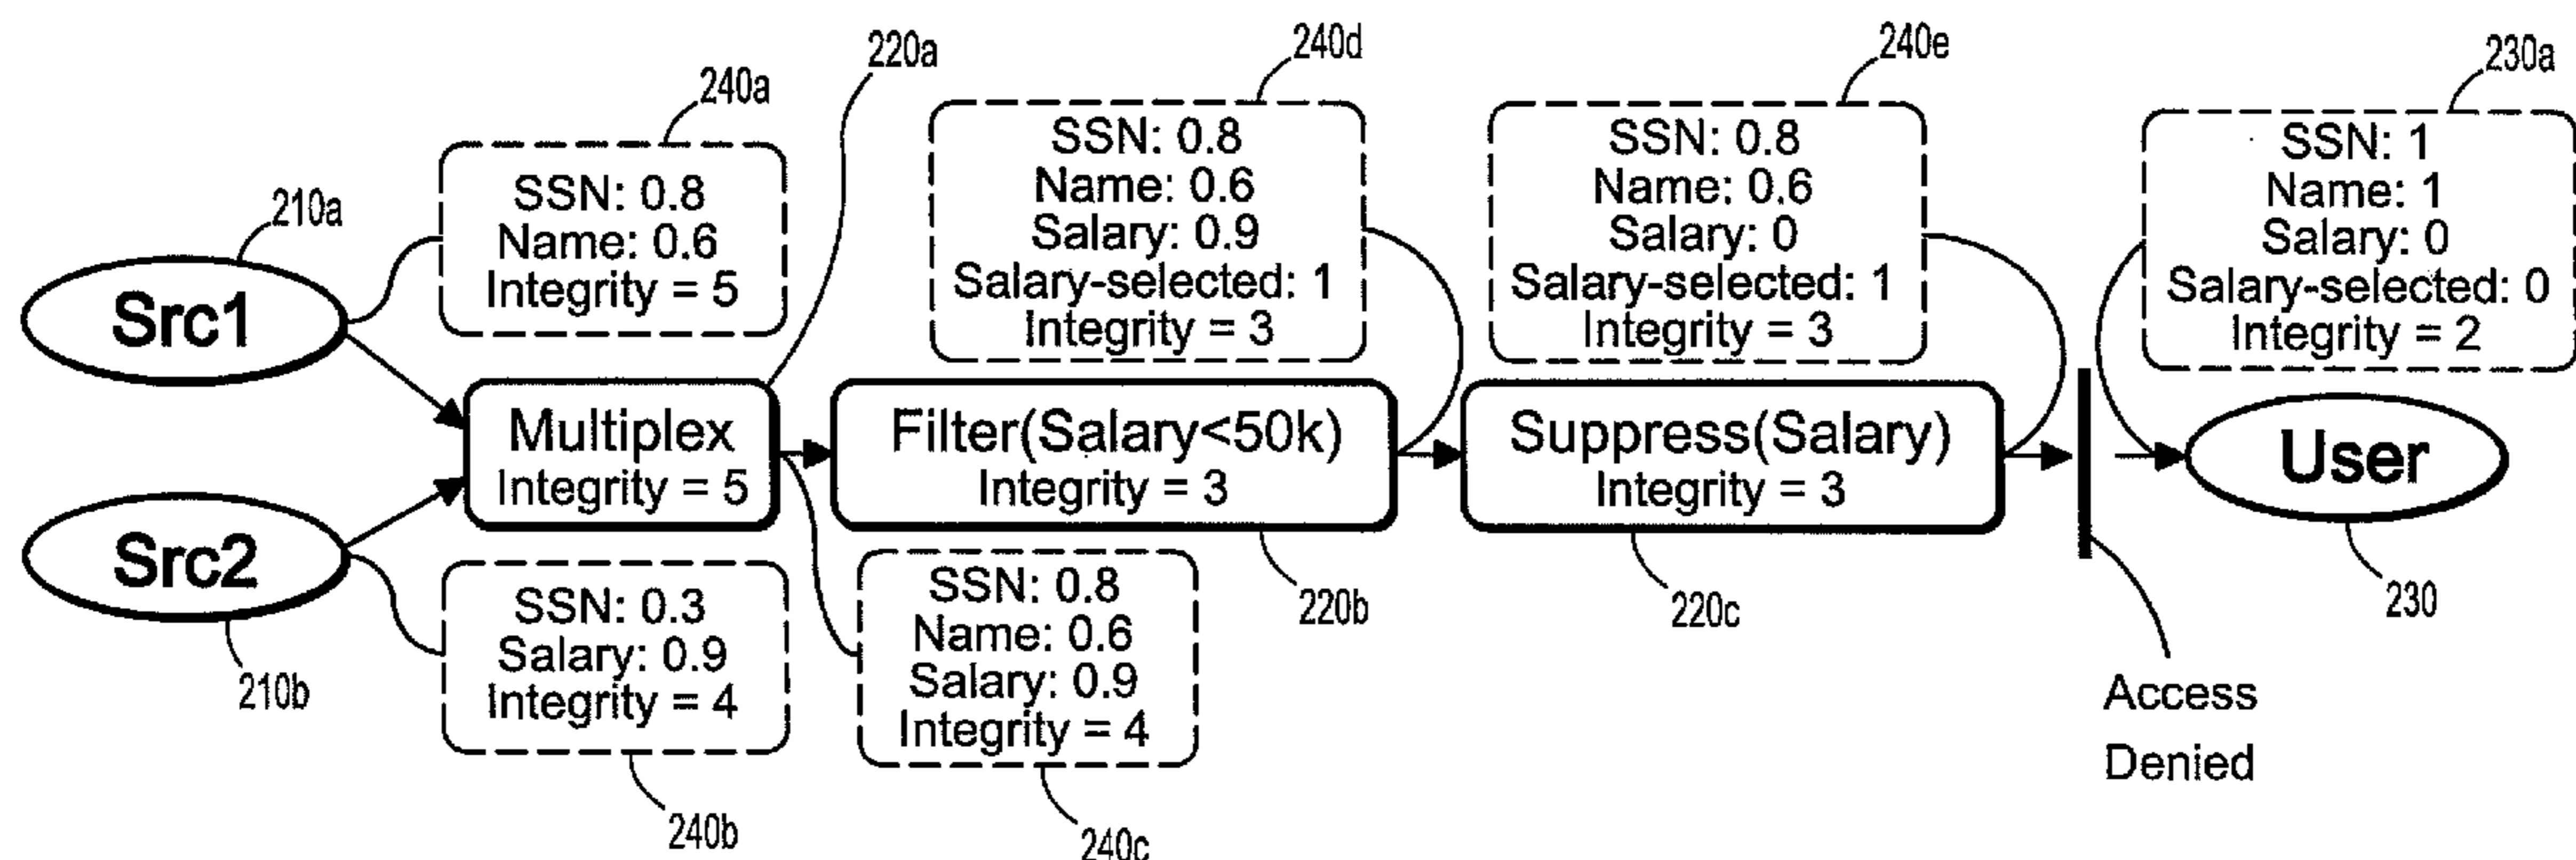 220a
240d
240e
230a
240a
SSN: 0.8
Name: 0.6
Integrity = 5
SSN: 0.8
Name: 0.6
Salary: 0.9
Salary-selected: 1
Integrity = 3
SSN: 0.8
Name: 0.6
Salary: 0
Salary-selected: 1
Integrity = 3
SSN: 1
Name: 1
Salary: 0
Salary-selected: 0
Integrity = 2
210a
Src1
Multiplex
Integrity = 5
Filter(Salary<50k)
Integrity = 3
Suppress(Salary)
Integrity = 3
User
Src2
210b
SSN: 0.3
Salary: 0.9
Integrity = 4
240b
SSN: 0.8
Name: 0.6
Salary: 0.9
Integrity = 4
240c
220b
220c
230
Access
Denied